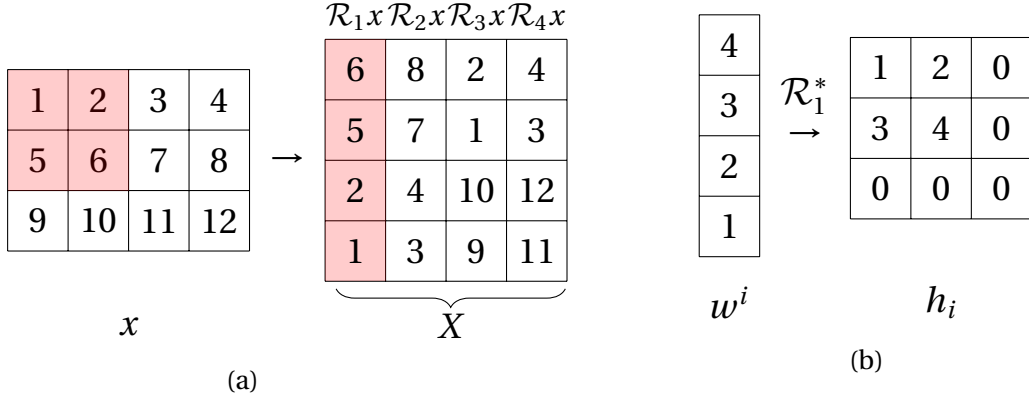 R₁x R₂x R₃x R₄x
1 2 3 4
5 6 7 8
9 10 11 12
→
6 8 2 4
5 7 1 3
2 4 10 12
1 3 9 11
x
X
(a)
4
3
2
1
R₁*
→
1 2 0
3 4 0
0 0 0
wⁱ
hᵢ
(b)